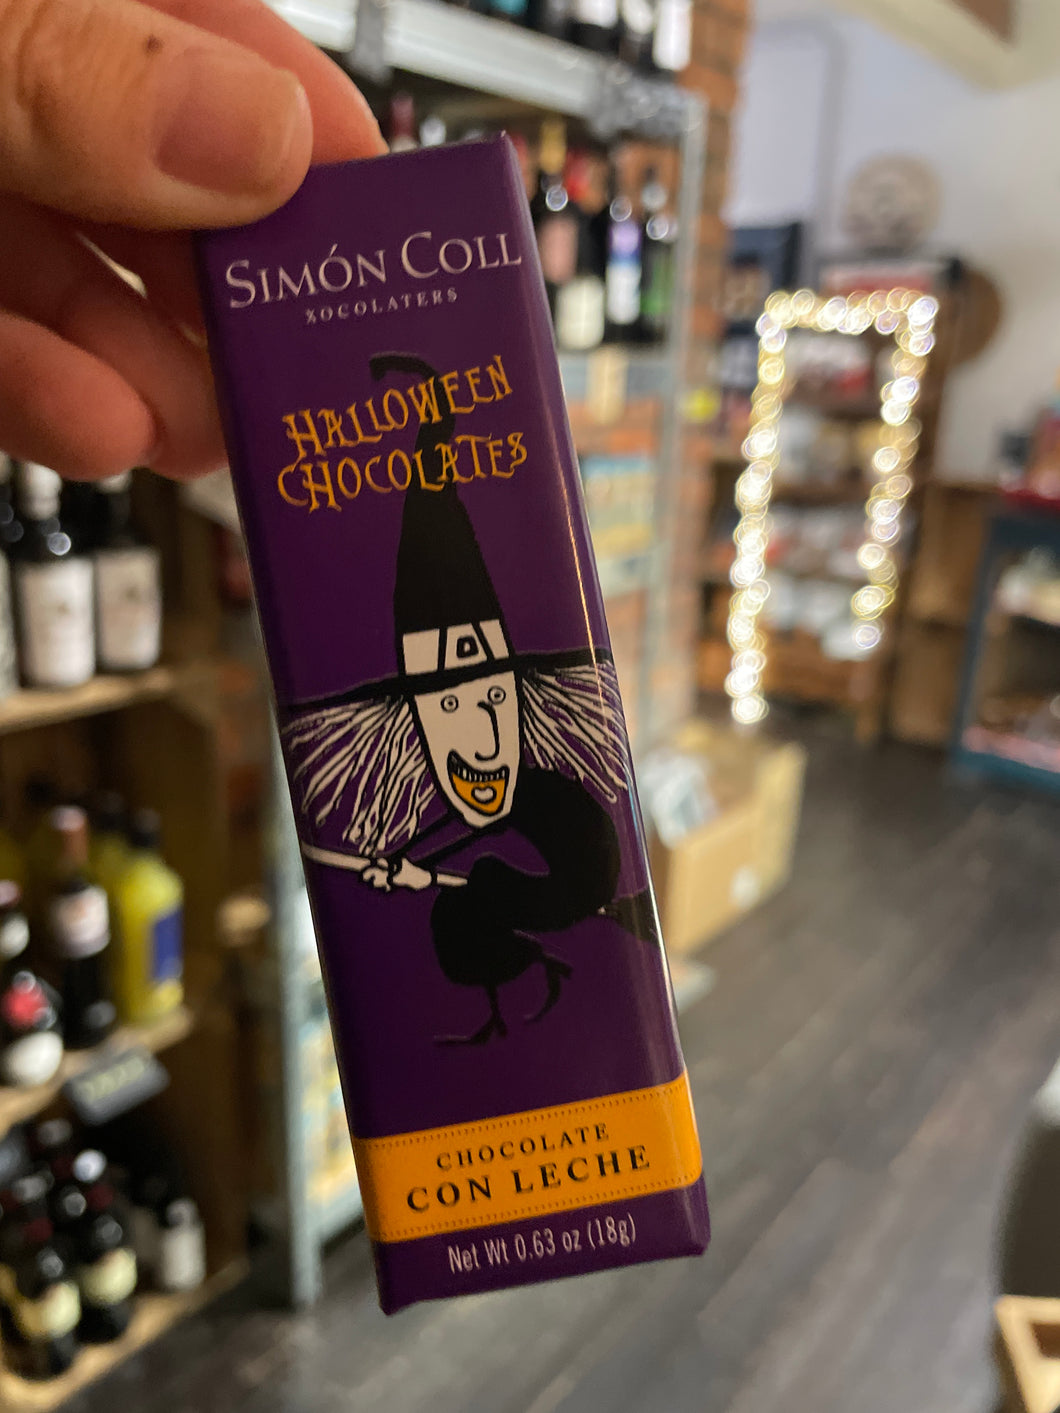 SIMÓN COLL
XOCOLATERS
HALLOWEEN
CHOCOLATES
CHOCOLATE
CON LECHE
Net Wt 0.63 oz (18g)